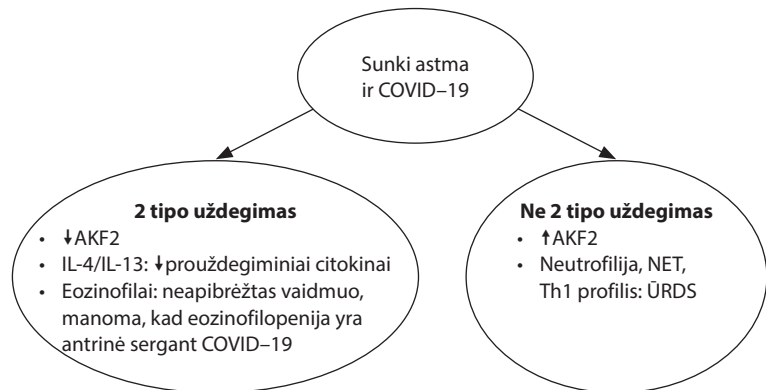 Sunki astma
ir COVID–19
2 tipo uždegimas
• ↓AKF2
• IL-4/IL-13: ↓prouždegiminiai citokinai
• Eozinofilai: neapibrėžtas vaidmuo,
manoma, kad eozinofilopenija yra
antrinė sergant COVID–19
Ne 2 tipo uždegimas
• ↑AKF2
• Neutrofilija, NET,
Th1 profilis: ŪRDS